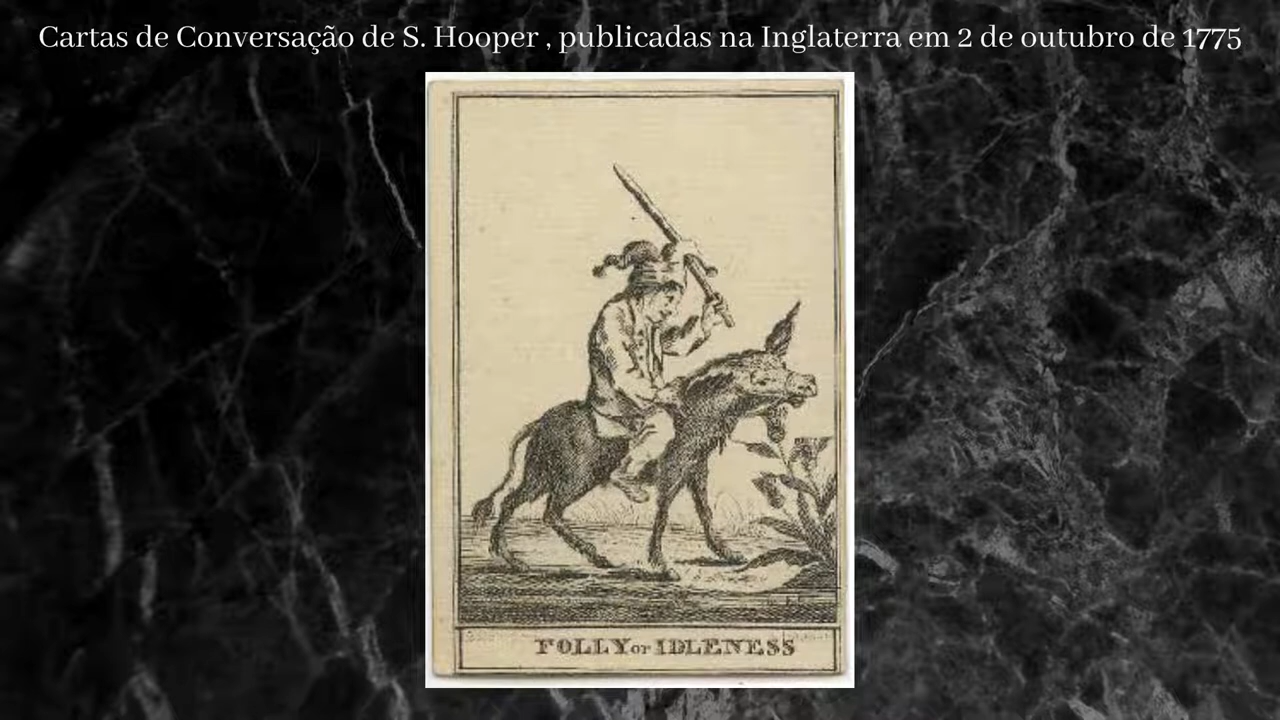 Cartas de Conversação de S. Hooper , publicadas na Inglaterra em 2 de outubro de 1775
FOLLY or IDLENESS